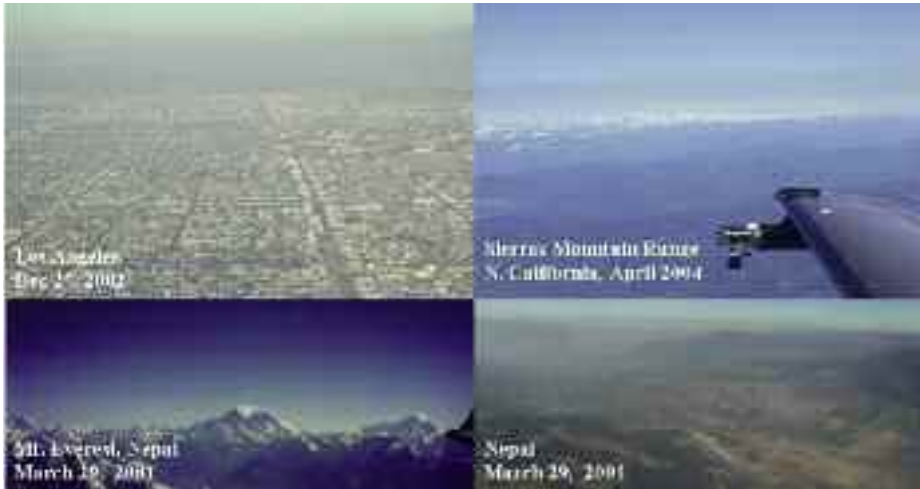 Los Angeles
Dec 2002
Sierras Mountain Range
N. California, April 2004
Mt. Everest, Nepal
March 29, 2001
Nepal
March 29, 2001